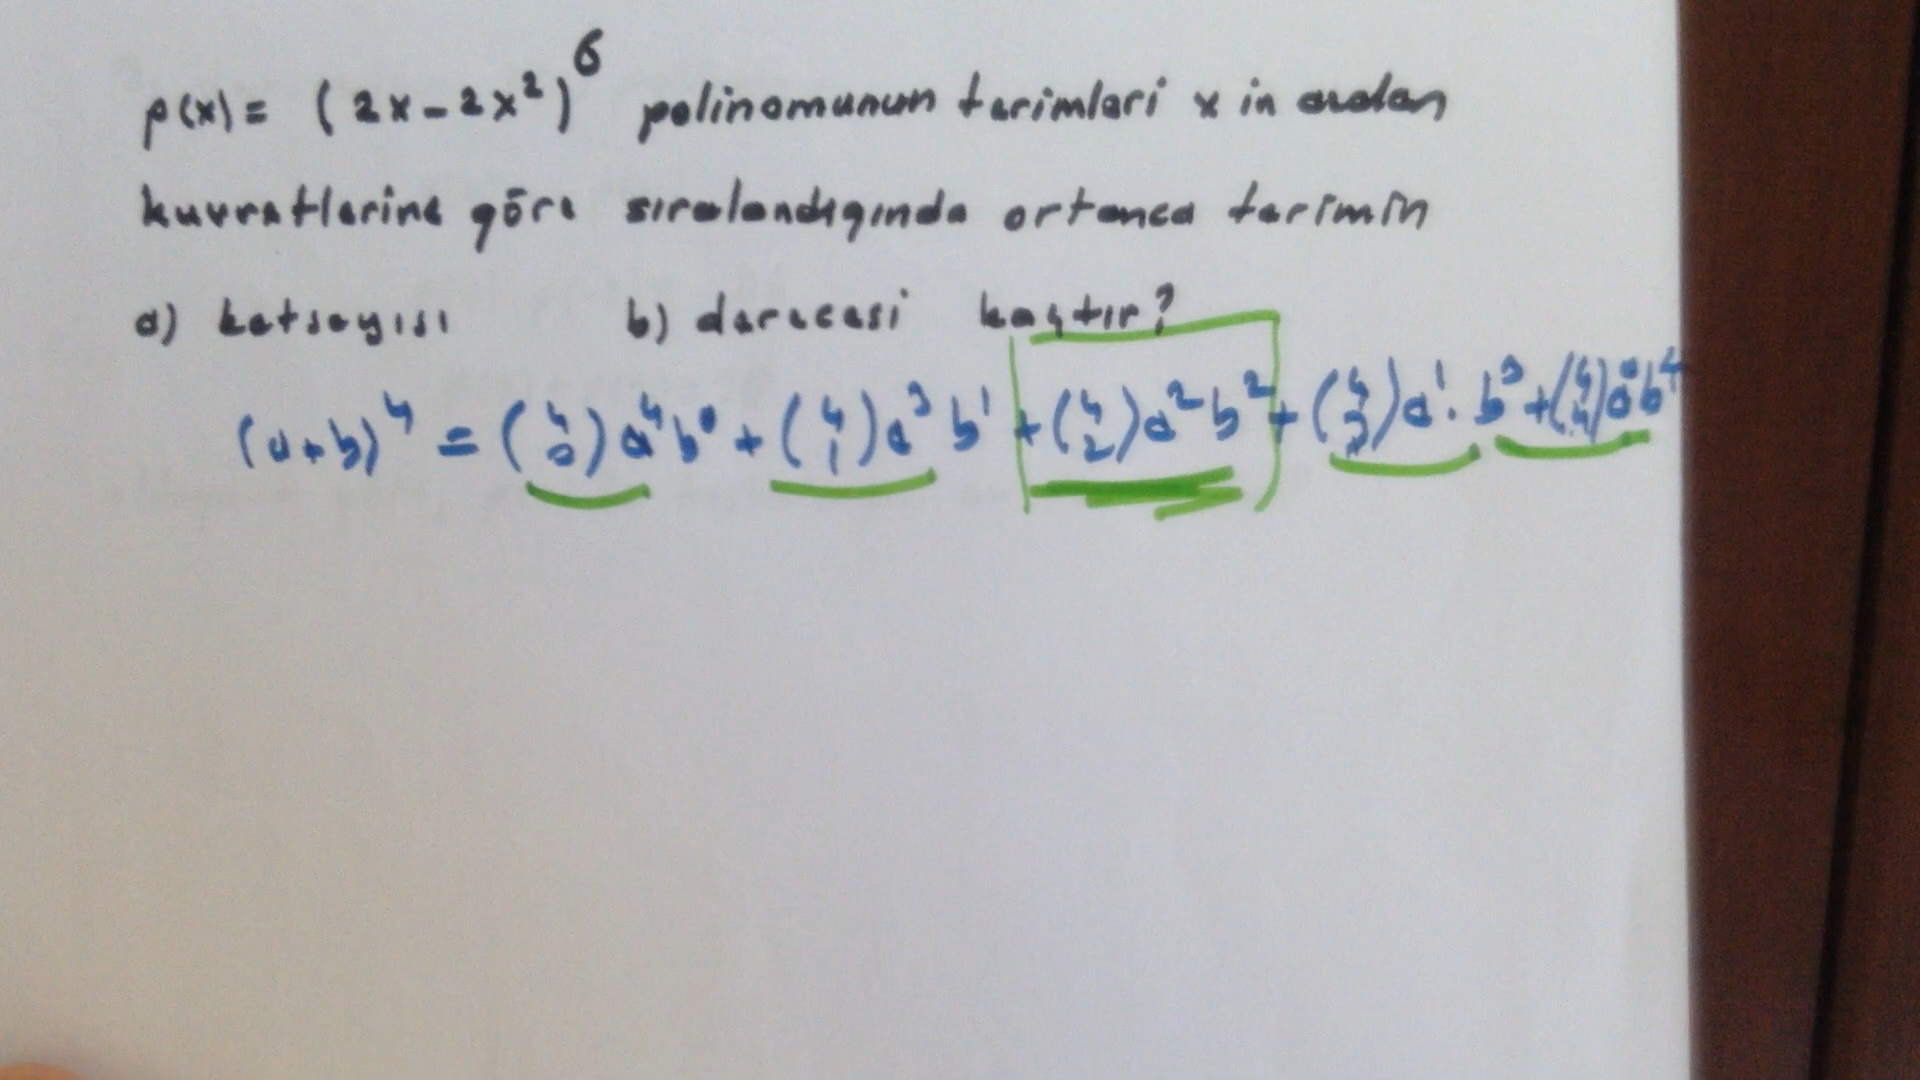 p(x) = (2x-2x²)⁶ polinomunun terimleri x in azalan
kuvvetlerine göre sıralandığında ortanca terimin
a) katsayısı b) derecesi kaçtır?
(a+b)⁴ = (4 0)a⁴b⁰ + (4 1)a³b¹ + (4 2)a²b² + (4 3)a¹.b³ + (4 4)a⁰b⁴